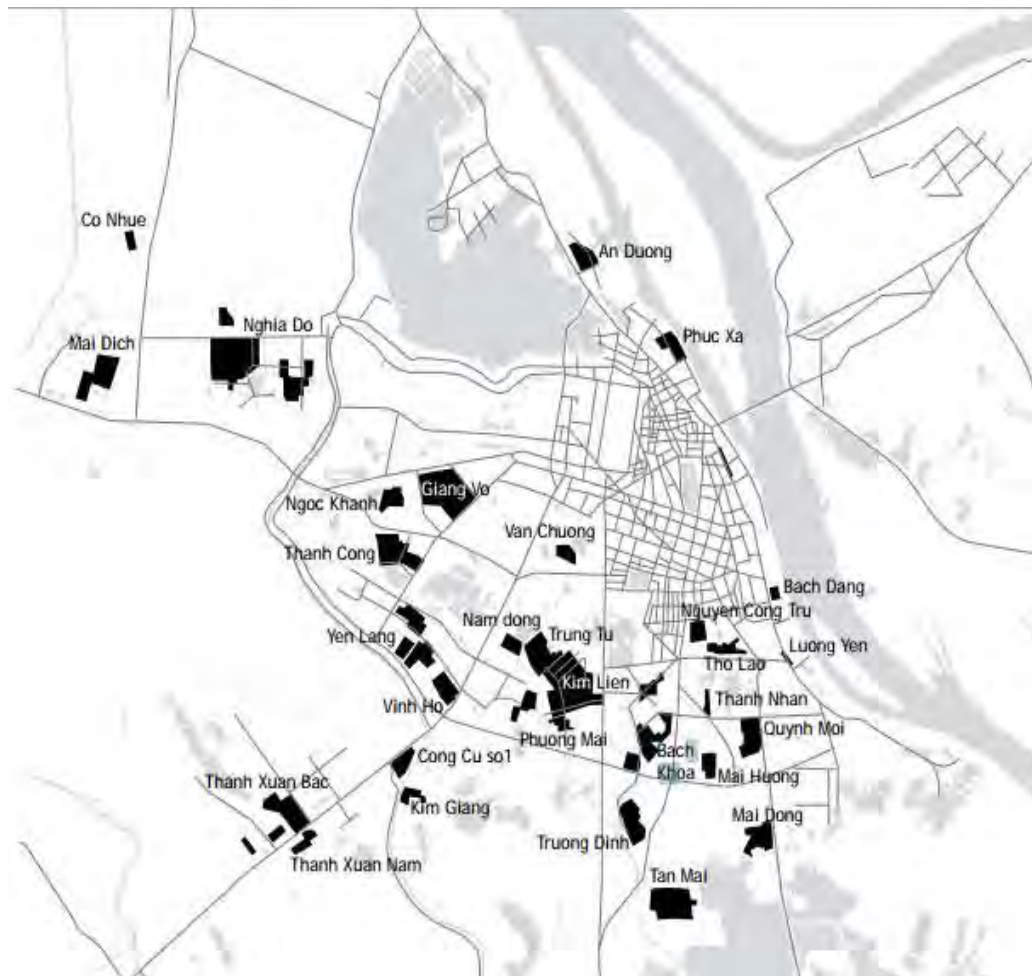 Co Nhue
An Duong
Nghia Do
Mai Dich
Phuc Xa
Ngoc Khanh
Giang Vo
Van Chuong
Thanh Cong
Bach Dang
Nguyen Cong Tru
Nam dong
Trung Tu
Yen Lang
Luong Yen
Tho Lao
Kim Lien
Vinh Ho
Thanh Nhan
Quynh Moi
Phuong Mai
Cong Cu so1
Bach
Khoa
Mai Huong
Thanh Xuan Bac
Kim Giang
Mai Dong
Truong Dinh
Thanh Xuan Nam
Tan Mai